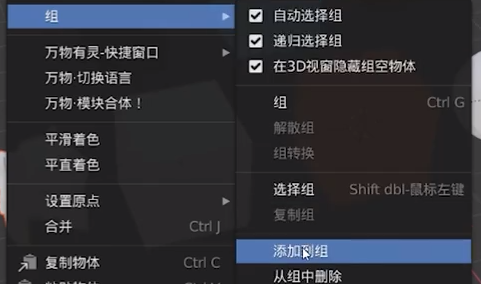 组
万物有灵-快捷窗口
万物·切换语言
万物·模块合体！
平滑着色
平直着色
设置原点
合并 Ctrl J
复制物体 Ctrl C
自动选择组
递归选择组
在3D视窗隐藏组空物体
组 Ctrl G
解散组
组转换
选择组 Shift dbl-鼠标左键
复制组
添加到组
从组中删除